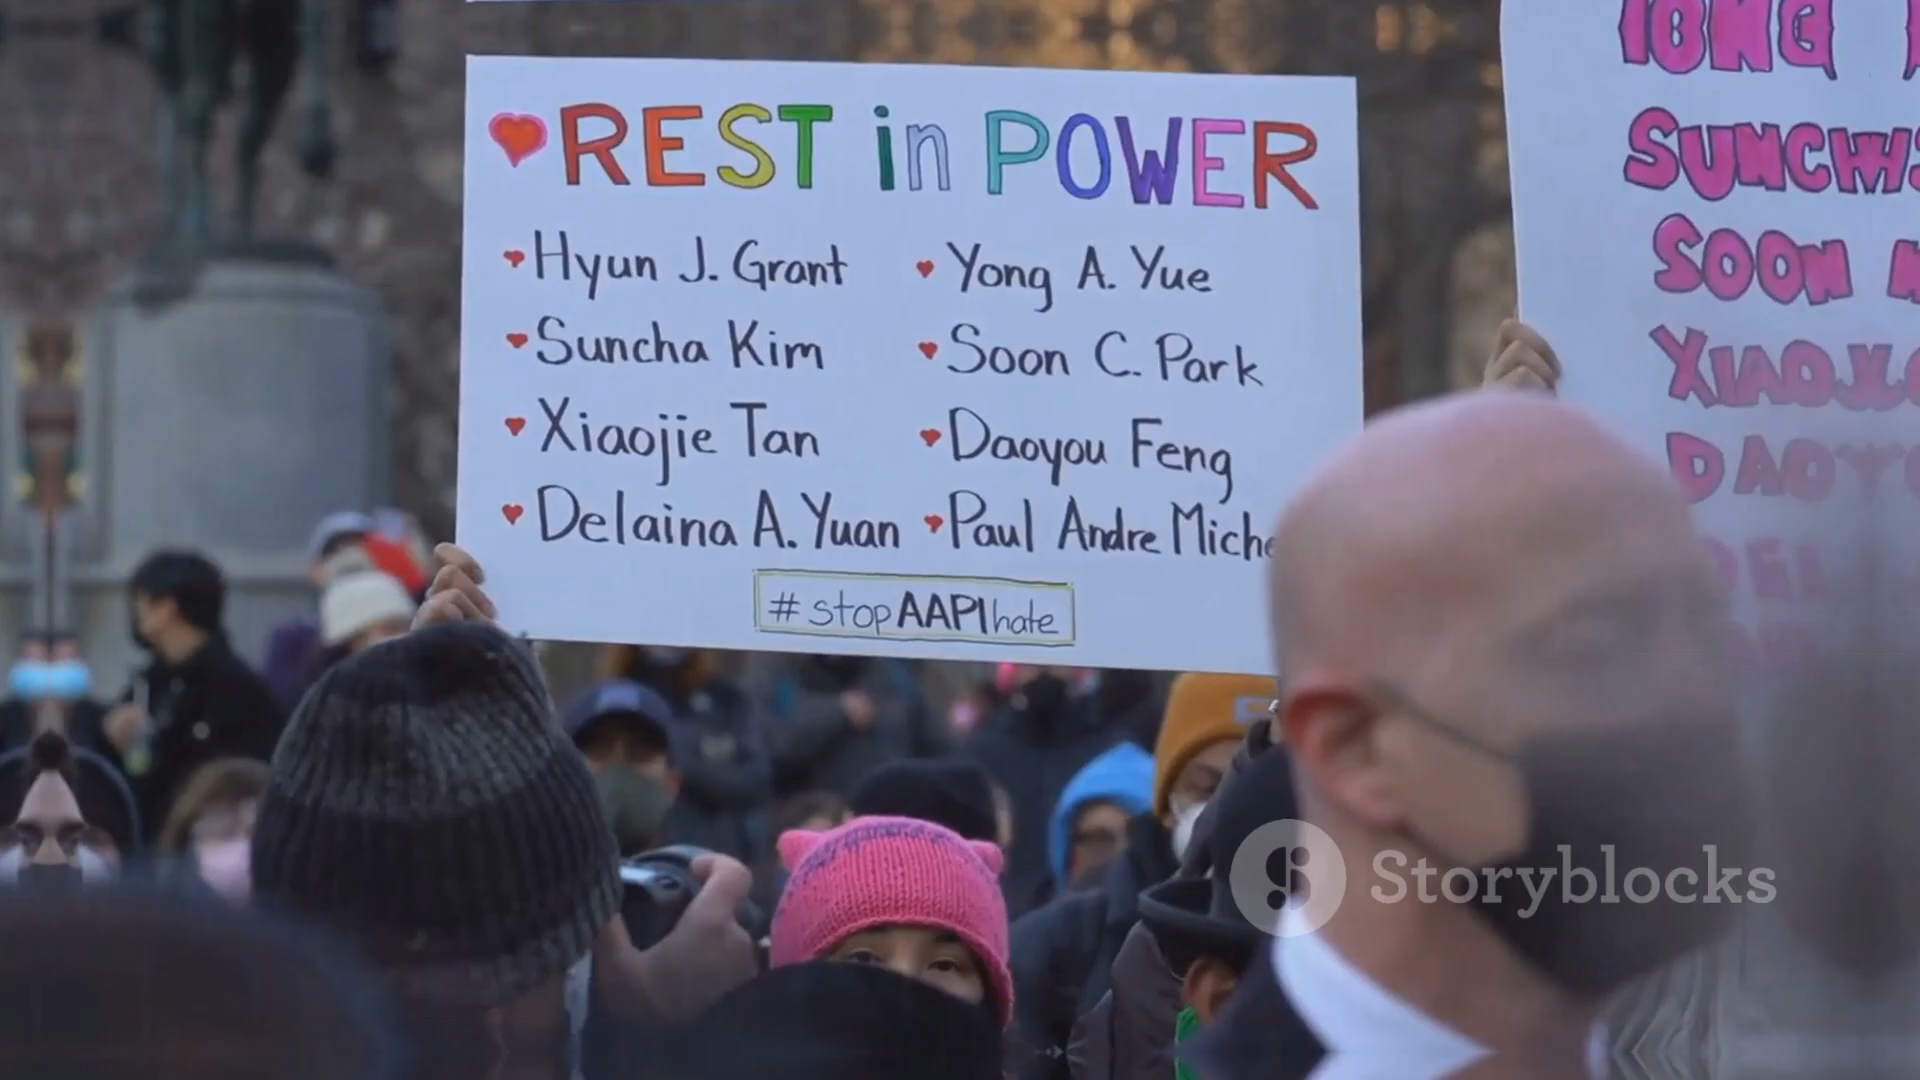 REST in POWER
Hyun J. Grant
Yong A. Yue
Suncha Kim
Soon C. Park
Xiaojie Tan
Daoyou Feng
Delaina A. Yuan
Paul Andre Miche
#stopAAPIhate
SOON
Storyblocks